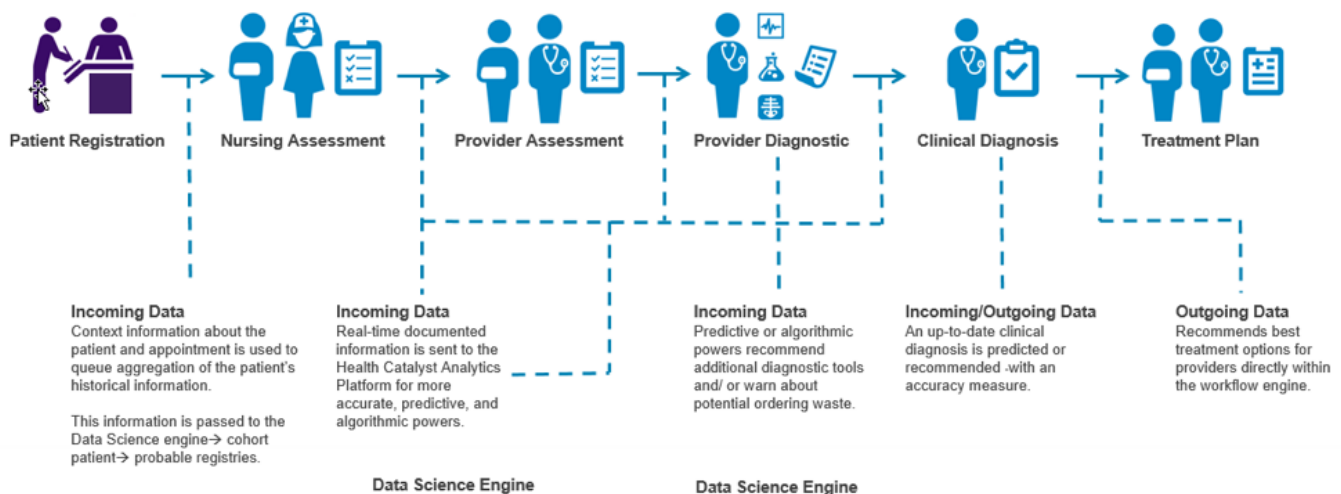 Patient Registration
Nursing Assessment
Provider Assessment
Provider Diagnostic
Clinical Diagnosis
Treatment Plan
Incoming Data
Context information about the
patient and appointment is used to
queue aggregation of the patient's
historical information.
This information is passed to the
Data Science engine→ cohort
patient→ probable registries.
Incoming Data
Real-time documented
information is sent to the
Health Catalyst Analytics
Platform for more
accurate, predictive, and
algorithmic powers.
Incoming Data
Predictive or algorithmic
powers recommend
additional diagnostic tools
and/ or warn about
potential ordering waste.
Incoming/Outgoing Data
An up-to-date clinical
diagnosis is predicted or
recommended -with an
accuracy measure.
Outgoing Data
Recommends best
treatment options for
providers directly within
the workflow engine.
Data Science Engine
Data Science Engine